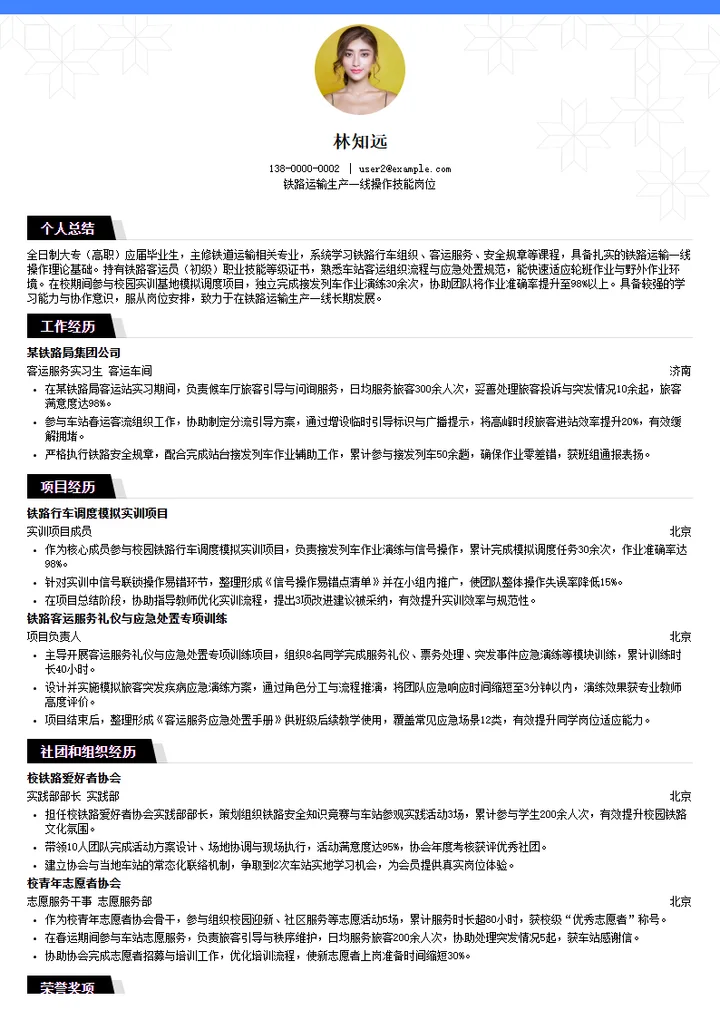 林知远
138-0000-0002 | user2@example.com
铁路运输生产一线操作技能岗位
个人总结
全日制大专（高职）应届毕业生，主修铁道运输相关专业，系统学习铁路行车组织、客运服务、安全规章等课程，具备扎实的铁路运输一线
操作理论基础。持有铁路客运员（初级）职业技能等级证书，熟悉车站客运组织流程与应急处置规范，能快速适应轮班作业与野外作业环
境。在校期间参与校园实训基地模拟调度项目，独立完成接发列车作业演练30余次，协助团队将作业准确率提升至98%以上。具备较强的学
习能力与协作意识，服从岗位安排，致力于在铁路运输生产一线长期发展。
工作经历
某铁路局集团公司
客运服务实习生 客运车间 济南
• 在某铁路局客运站实习期间，负责候车厅旅客引导与问询服务，日均服务旅客300余人次，妥善处理旅客投诉与突发情况10余起，旅客
满意度达98%。
• 参与车站春运客流组织工作，协助制定分流引导方案，通过增设临时引导标识与广播提示，将高峰时段旅客进站效率提升20%，有效缓
解拥堵。
• 严格执行铁路安全规章，配合完成站台接发列车作业辅助工作，累计参与接发列车50余趟，确保作业零差错，获班组通报表扬。
项目经历
铁路行车调度模拟实训项目
实训项目成员 北京
• 作为核心成员参与校园铁路行车调度模拟实训项目，负责接发列车作业演练与信号操作，累计完成模拟调度任务30余次，作业准确率达
98%。
• 针对实训中信号联锁操作易错环节，整理形成《信号操作易错点清单》并在小组内推广，使团队整体操作失误率降低15%。
• 在项目总结阶段，协助指导教师优化实训流程，提出3项改进建议被采纳，有效提升实训效率与规范性。
铁路客运服务礼仪与应急处置专项训练
项目负责人 北京
• 主导开展客运服务礼仪与应急处置专项训练项目，组织8名同学完成服务礼仪、票务处理、突发事件应急演练等模块训练，累计训练时
长40小时。
• 设计并实施模拟旅客突发疾病应急演练方案，通过角色分工与流程推演，将团队应急响应时间缩短至3分钟以内，演练效果获专业教师
高度评价。
• 项目结束后，整理形成《客运服务应急处置手册》供班级后续教学使用，覆盖常见应急场景12类，有效提升同学岗位适应能力。
社团和组织经历
校铁路爱好者协会
实践部部长 实践部 北京
• 担任校铁路爱好者协会实践部部长，策划组织铁路安全知识竞赛与车站参观实践活动3场，累计参与学生200余人次，有效提升校园铁路
文化氛围。
• 带领10人团队完成活动方案设计、场地协调与现场执行，活动满意度达95%，协会年度考核获评优秀社团。
• 建立协会与当地车站的常态化联络机制，争取到2次车站实地学习机会，为会员提供真实岗位体验。
校青年志愿者协会
志愿服务干事 志愿服务部 北京
• 作为校青年志愿者协会骨干，参与组织校园迎新、社区服务等志愿活动5场，累计服务时长超80小时，获校级“优秀志愿者”称号。
• 在春运期间参与车站志愿服务，负责旅客引导与秩序维护，日均服务旅客200余人次，协助处理突发情况5起，获车站感谢信。
• 协助协会完成志愿者招募与培训工作，优化培训流程，使新志愿者上岗准备时间缩短30%。
荣誉奖项